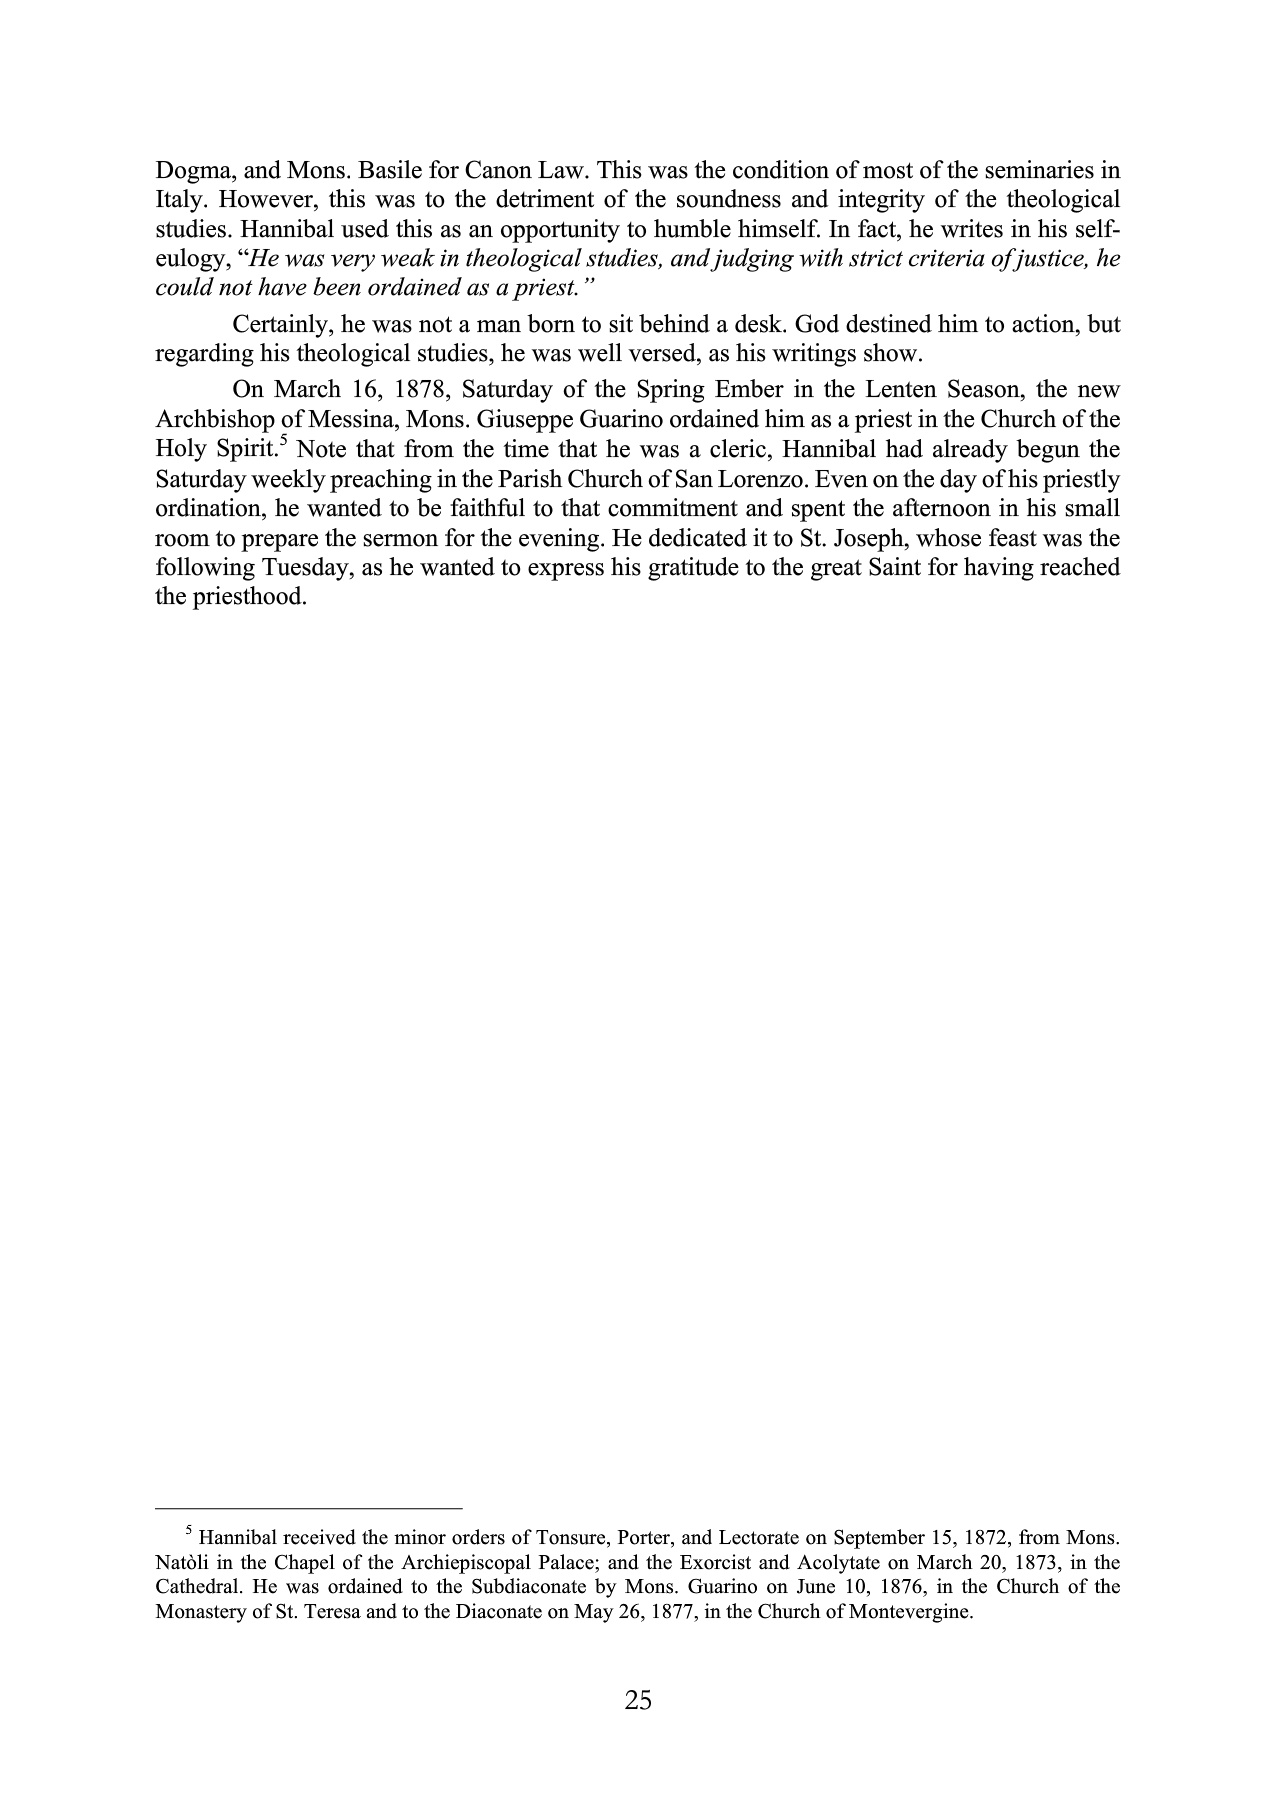 Dogma, and Mons. Basile for Canon Law. This was the condition of most of the seminaries in
Italy. However, this was to the detriment of the soundness and integrity of the theological
studies. Hannibal used this as an opportunity to humble himself. In fact, he writes in his self-
eulogy, “He was very weak in theological studies, and judging with strict criteria of justice, he
could not have been ordained as a priest.”
Certainly, he was not a man born to sit behind a desk. God destined him to action, but
regarding his theological studies, he was well versed, as his writings show.
On March 16, 1878, Saturday of the Spring Ember in the Lenten Season, the new
Archbishop of Messina, Mons. Giuseppe Guarino ordained him as a priest in the Church of the
Holy Spirit.5 Note that from the time that he was a cleric, Hannibal had already begun the
Saturday weekly preaching in the Parish Church of San Lorenzo. Even on the day of his priestly
ordination, he wanted to be faithful to that commitment and spent the afternoon in his small
room to prepare the sermon for the evening. He dedicated it to St. Joseph, whose feast was the
following Tuesday, as he wanted to express his gratitude to the great Saint for having reached
the priesthood.
5 Hannibal received the minor orders of Tonsure, Porter, and Lectorate on September 15, 1872, from Mons.
Natòli in the Chapel of the Archiepiscopal Palace; and the Exorcist and Acolytate on March 20, 1873, in the
Cathedral. He was ordained to the Subdiaconate by Mons. Guarino on June 10, 1876, in the Church of the
Monastery of St. Teresa and to the Diaconate on May 26, 1877, in the Church of Montevergine.
25